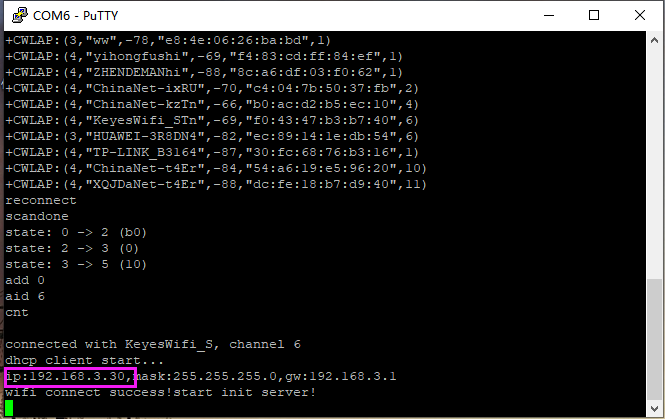 COM6 - PuTTY
+CWLAP:(3,"ww",-78,"e8:4e:06:26:ba:bd",1)
+CWLAP:(4,"yihongfushi",-69,"f4:83:cd:ff:84:ef",1)
+CWLAP:(4,"ZHENDEMANhi",-88,"8c:a6:df:03:f0:62",1)
+CWLAP:(4,"ChinaNet-ixRU",-70,"c4:04:7b:50:37:fb",2)
+CWLAP:(4,"ChinaNet-kzTn",-66,"b0:ac:d2:b5:ec:10",4)
+CWLAP:(4,"KeyesWifi_STn",-69,"f0:43:47:b3:b7:40",6)
+CWLAP:(3,"HUAWEI-3R8DN4",-82,"ec:89:14:1e:db:54",6)
+CWLAP:(4,"TP-LINK_B3164",-87,"30:fc:68:76:b3:16",1)
+CWLAP:(4,"ChinaNet-t4Er",-84,"54:a6:19:e5:96:20",10)
+CWLAP:(4,"XQJDaNet-t4Er",-88,"dc:fe:18:b7:d9:40",11)
reconnect
scandone
state: 0 -> 2 (b0)
state: 2 -> 3 (0)
state: 3 -> 5 (10)
add 0
aid 6
cnt
connected with KeyesWifi_S, channel 6
dhcp client start...
ip:192.168.3.30,mask:255.255.255.0,gw:192.168.3.1
wifi connect success!start init server!